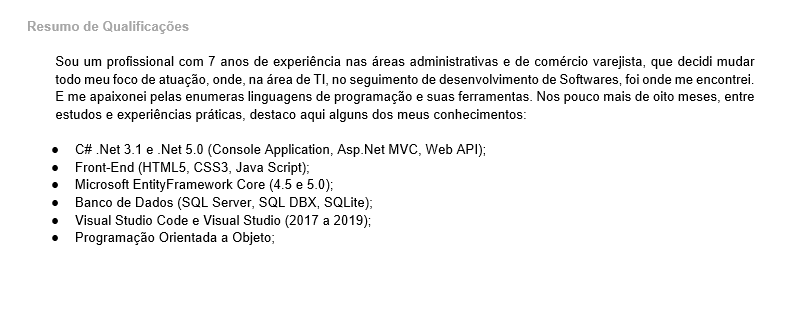 Resumo de Qualificações
Sou um profissional com 7 anos de experiência nas áreas administrativas e de comércio varejista, que decidi mudar
todo meu foco de atuação, onde, na área de TI, no seguimento de desenvolvimento de Softwares, foi onde me encontrei.
E me apaixonei pelas enumeras linguagens de programação e suas ferramentas. Nos pouco mais de oito meses, entre
estudos e experiências práticas, destaco aqui alguns dos meus conhecimentos:
● C# .Net 3.1 e .Net 5.0 (Console Application, Asp.Net MVC, Web API);
● Front-End (HTML5, CSS3, Java Script);
● Microsoft EntityFramework Core (4.5 e 5.0);
● Banco de Dados (SQL Server, SQL DBX, SQLite);
● Visual Studio Code e Visual Studio (2017 a 2019);
● Programação Orientada a Objeto;